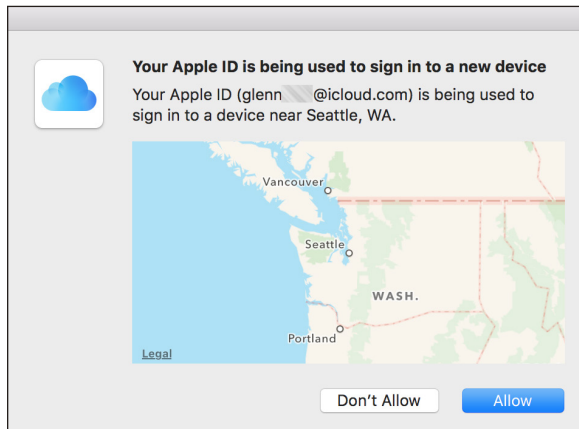 Your Apple ID is being used to sign in to a new device
Your Apple ID (glenn @icloud.com) is being used to
sign in to a device near Seattle, WA.
Vancouver
Seattle
WASH.
Portland
Legal
Don't Allow
Allow